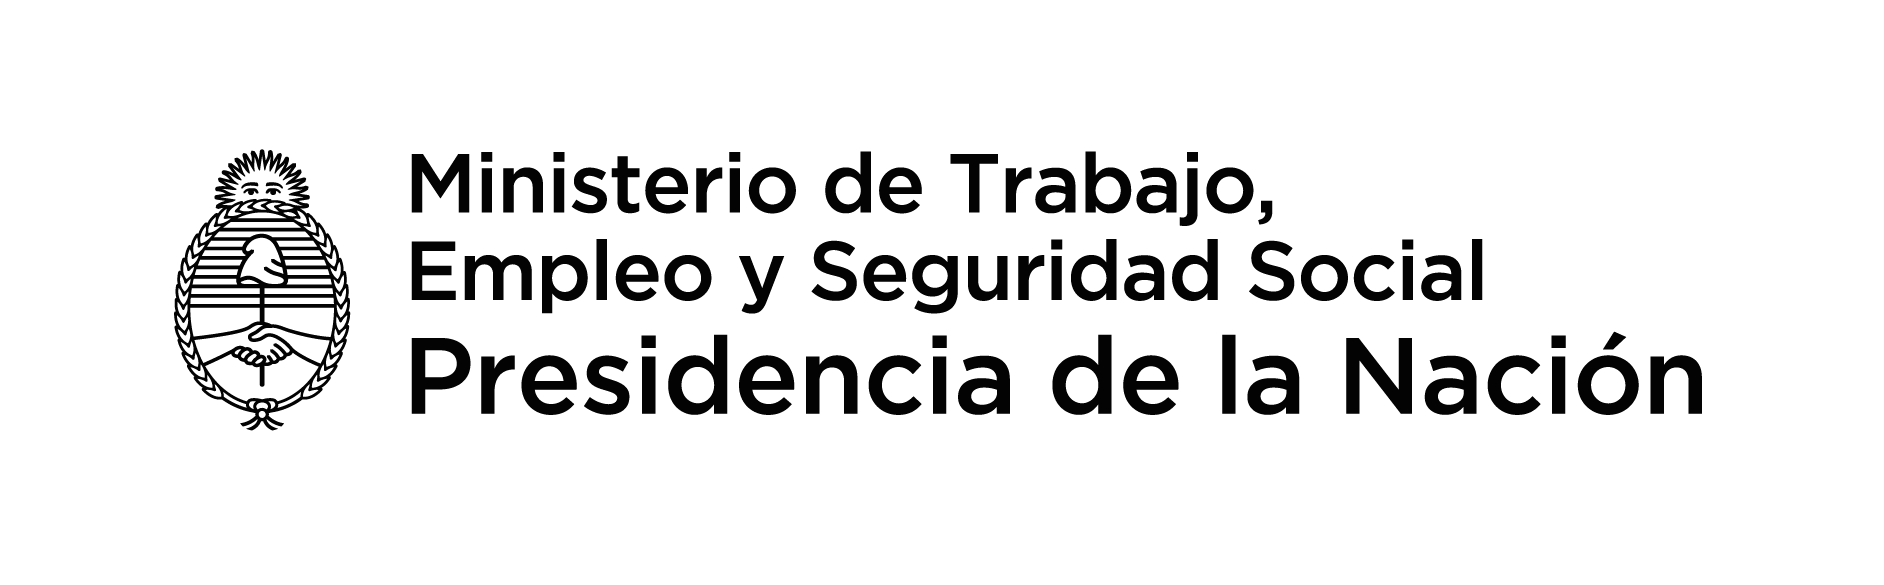 Ministerio de Trabajo,
Empleo y Seguridad Social
Presidencia de la Nación